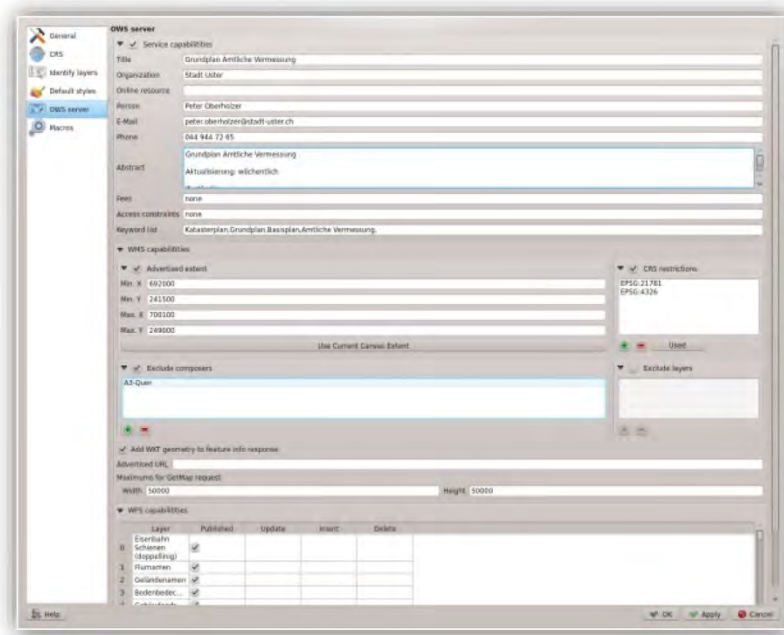 General
CRS
Identify layers
Default styles
OWS server
Macros
OWS server
Service capabilities
Title Grundplan Amtliche Vermessung
Organization Stadt Uster
Online resource
Person Peter Oberholzer
E-Mail peter.oberholzer@stadt-uster.ch
Phone 044 944 72 65
Abstract Grundplan Amtliche Vermessung
Aktualisierung: wöchentlich
Fees none
Access constraints none
Keyword list Katasterplan,Grundplan,Basisplan,Amtliche Vermessung,
WMS capabilities
Advertised extent
Min. X 692000
Min. Y 241500
Max. X 700100
Max. Y 249000
Use Current Canvas Extent
CRS restrictions
EPSG:21781
EPSG:4326
Used
Exclude composers
A3-Quer
Exclude layers
Add WKT geometry to feature info response
Advertised URL
Maximums for GetMap request
Width 50000 Height 50000
WFS capabilities
Layer Published Update Insert Delete
0 Eisenbahn Schienen (doppellinig)
1 Flurnamen
2 Geländenamen
3 Bodenbedec...
Help
OK Apply Cancel